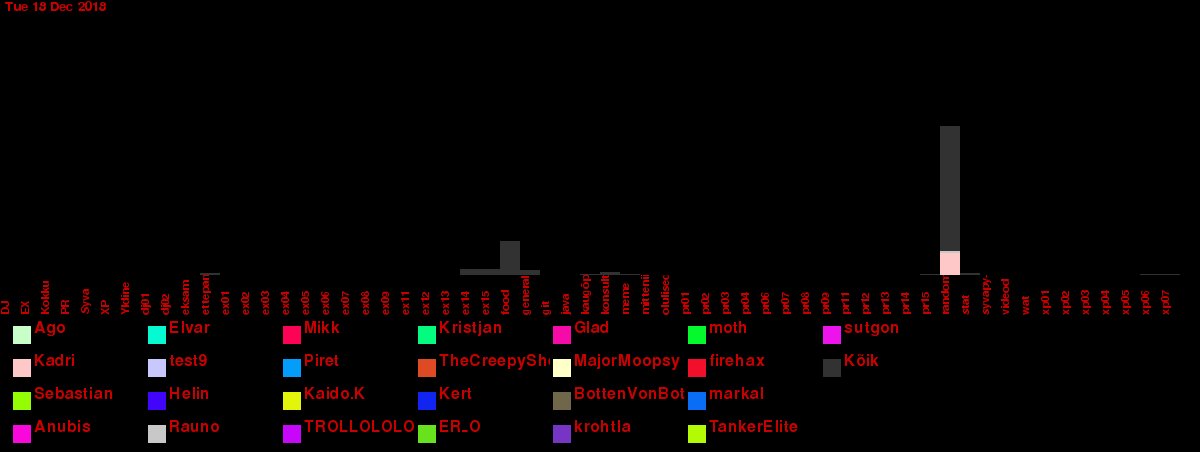 Tue 18 Dec 2018
DJ
EX
Kokku
PR
Syva
XP
Yldine
dj01
dj02
eksam
ettepan
ex01
ex02
ex03
ex04
ex05
ex06
ex07
ex08
ex09
ex11
ex12
ex13
ex14
ex15
food
general
git
java
kaugõp
konsult
meme
mitteni
olulisec
pr01
pr02
pr03
pr04
pr06
pr07
pr08
pr09
pr11
pr12
pr13
pr14
pr15
random
stat
syvapy-
videod
wat
xp01
xp02
xp03
xp04
xp05
xp06
xp07
Ago
Elvar
Mikk
Kristjan
Glad
moth
sutgon
Kadri
test9
Piret
TheCreepySh
MajorMoopsy
firehax
Kõik
Sebastian
Helin
Kaido.K
Kert
BottenVonBot
markal
Anubis
Rauno
TROLLOLOLO
ER_O
krohtla
TankerElite